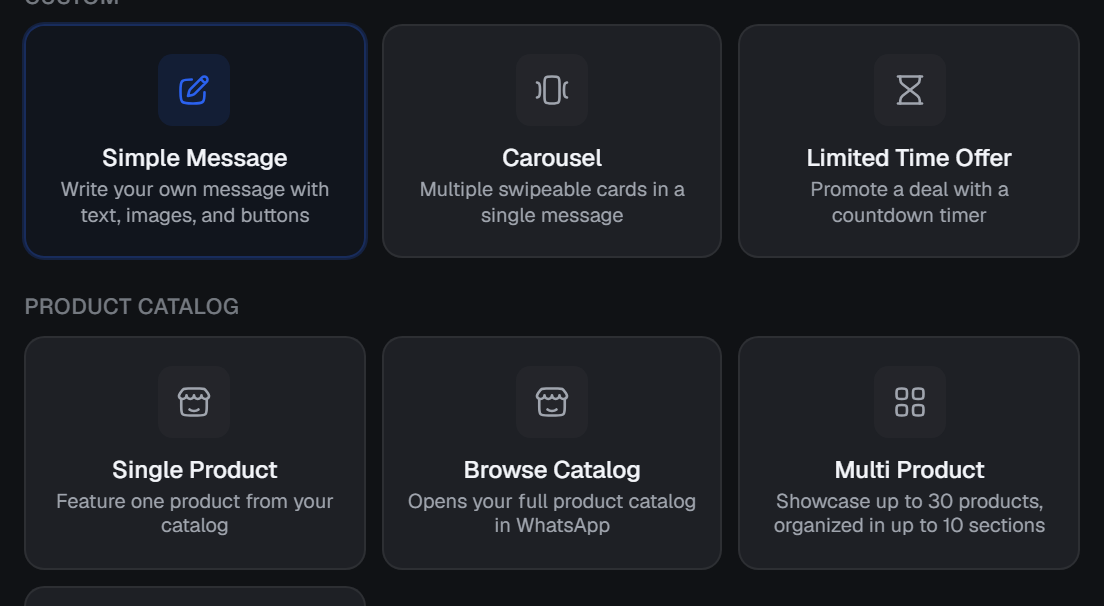 CUSTOM
Simple Message
Write your own message with
text, images, and buttons
Carousel
Multiple swipeable cards in a
single message
Limited Time Offer
Promote a deal with a
countdown timer
PRODUCT CATALOG
Single Product
Feature one product from your
catalog
Browse Catalog
Opens your full product catalog
in WhatsApp
Multi Product
Showcase up to 30 products,
organized in up to 10 sections